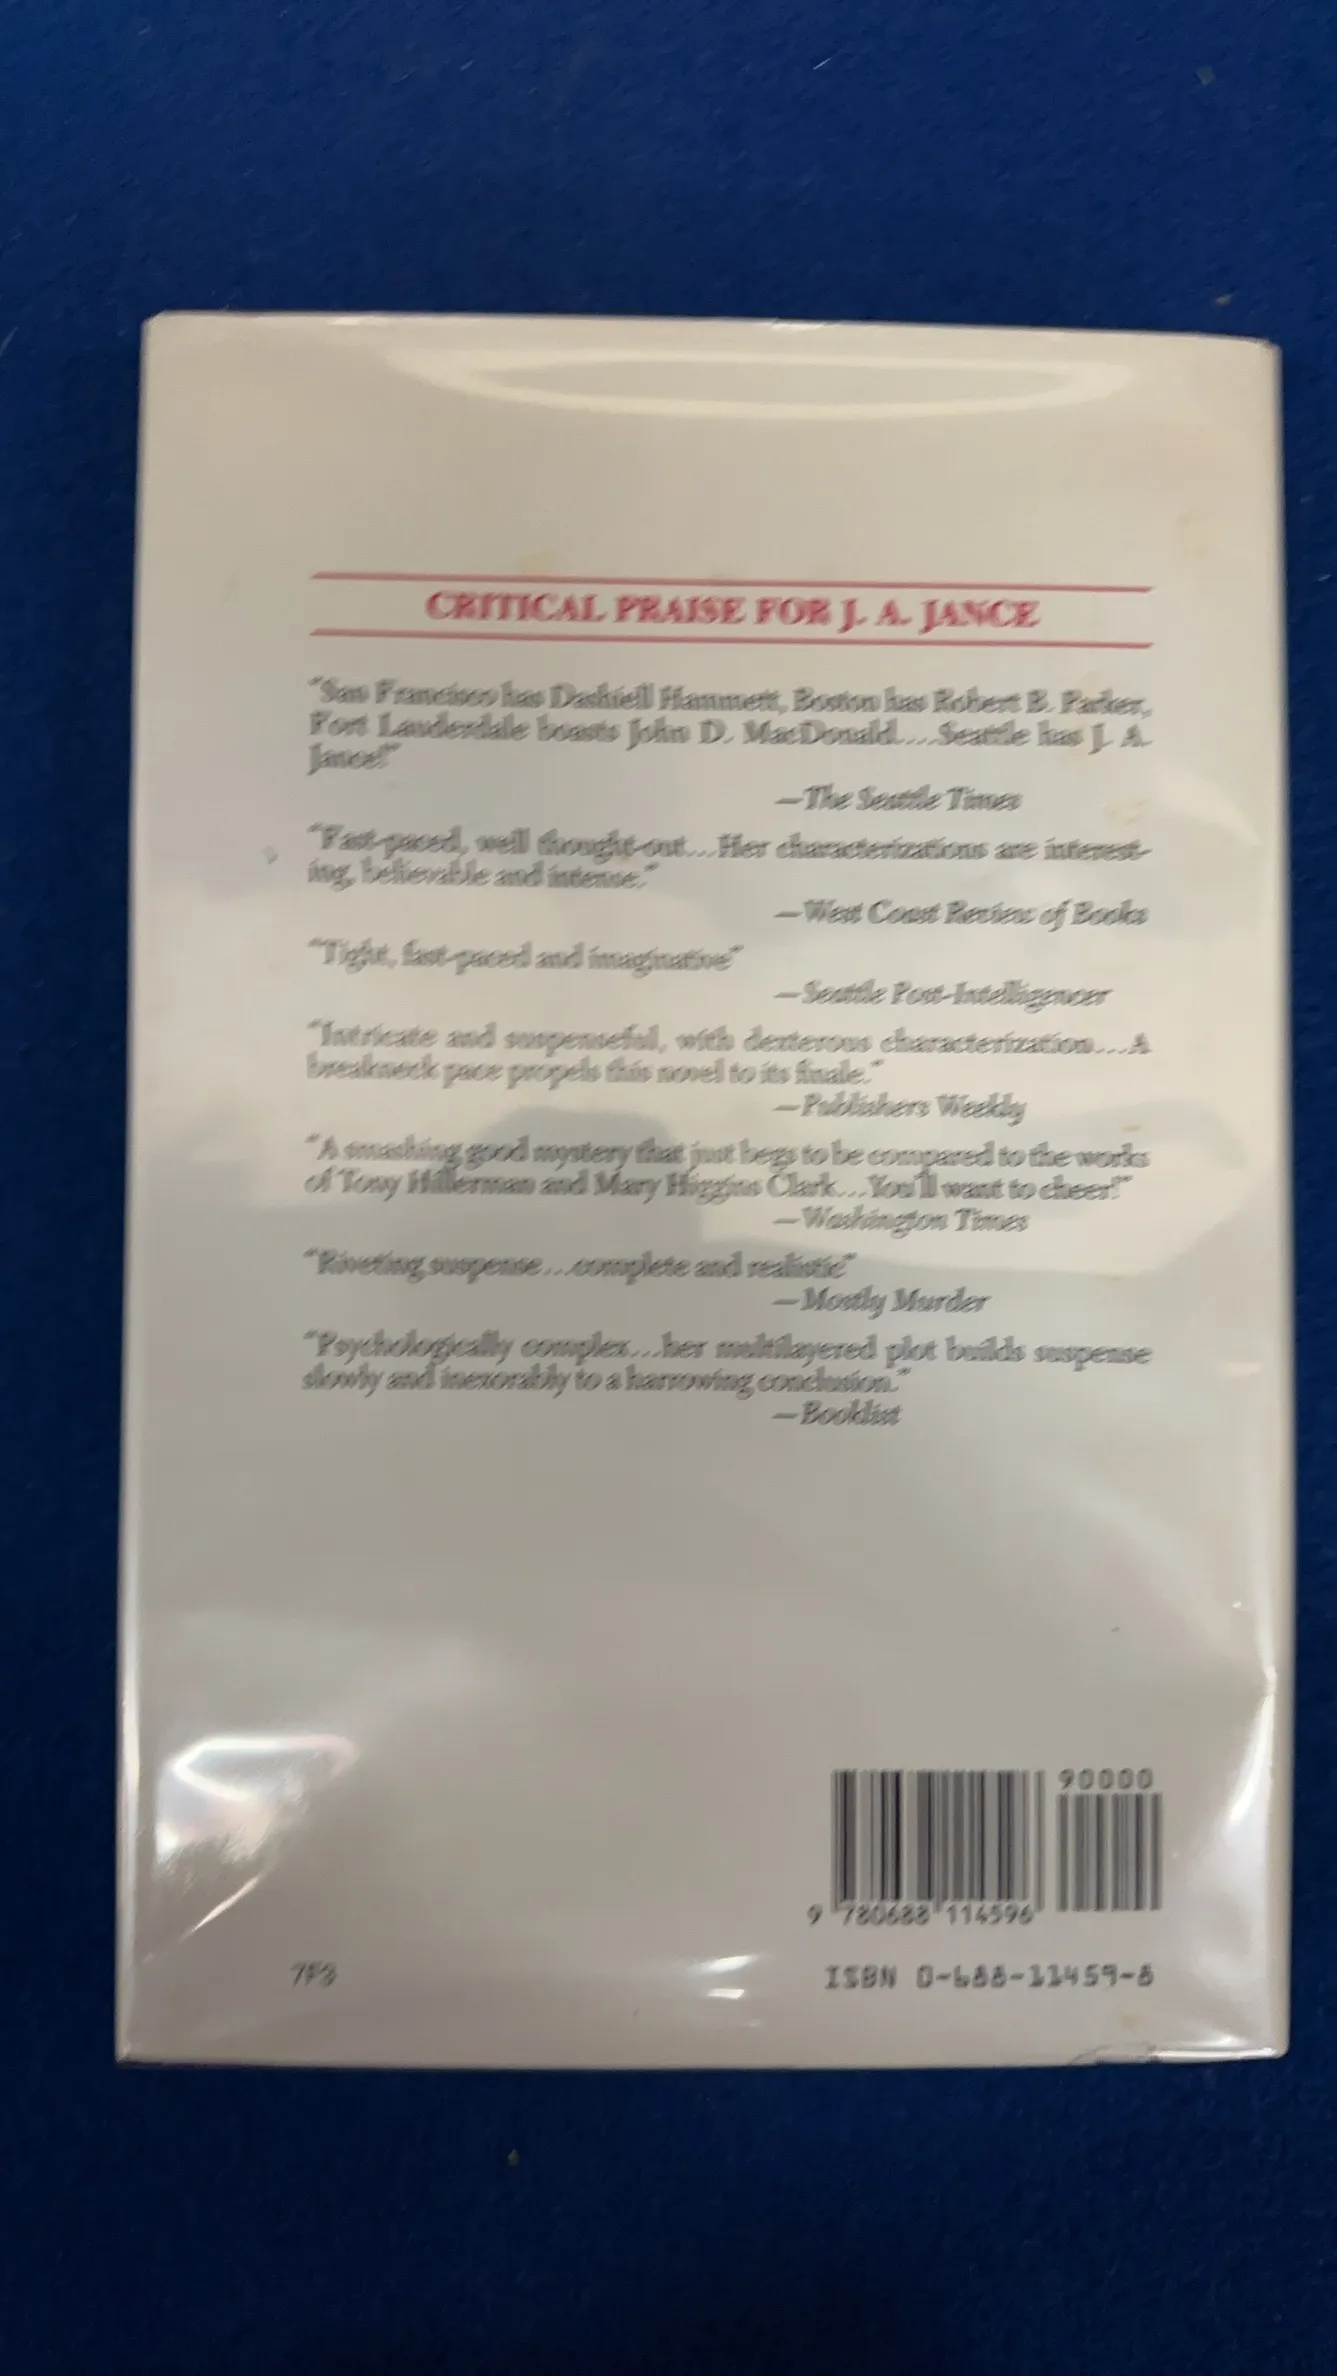 CRITICAL PRAISE FOR J. A. JANCE
"San Francisco has Dashiell Hammett, Boston has Robert B. Parker,
Fort Lauderdale boasts John D. MacDonald....Seattle has J. A.
Jance!"
—The Seattle Times
"Fast-paced, well thought-out...Her characterizations are interest-
ing, believable and intense."
—West Coast Review of Books
"Tight, fast-paced and imaginative"
—Seattle Post-Intelligencer
"Intricate and suspenseful, with dexterous characterization...A
breakneck pace propels this novel to its finale."
—Publishers Weekly
"A smashing good mystery that just begs to be compared to the works
of Tony Hillerman and Mary Higgins Clark...You'll want to cheer!"
—Washington Times
"Riveting suspense...complete and realistic"
—Mostly Murder
"Psychologically complex...her multilayered plot builds suspense
slowly and inexorably to a harrowing conclusion."
—Booklist
90000
9 780688 114596
7F3
ISBN 0-688-11459-8